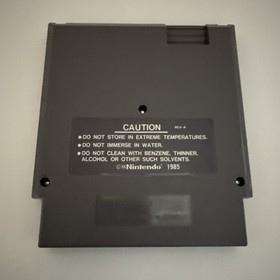 CAUTION REV-A
• DO NOT STORE IN EXTREME TEMPERATURES.
• DO NOT IMMERSE IN WATER.
• DO NOT CLEAN WITH BENZENE, THINNER,
ALCOHOL OR OTHER SUCH SOLVENTS.
©®Nintendo® 1985